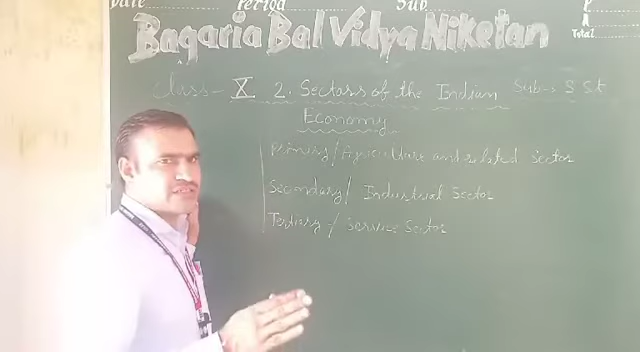 Date Period Sub P
A
Total
Bagaria Bal Vidya Niketan
Class- X 2. Sectors of the Indian Sub-S St
Economy
Primary/Agriculture and related sector
Secondary/ Industrial Sector
Tertiary/ Service Sector